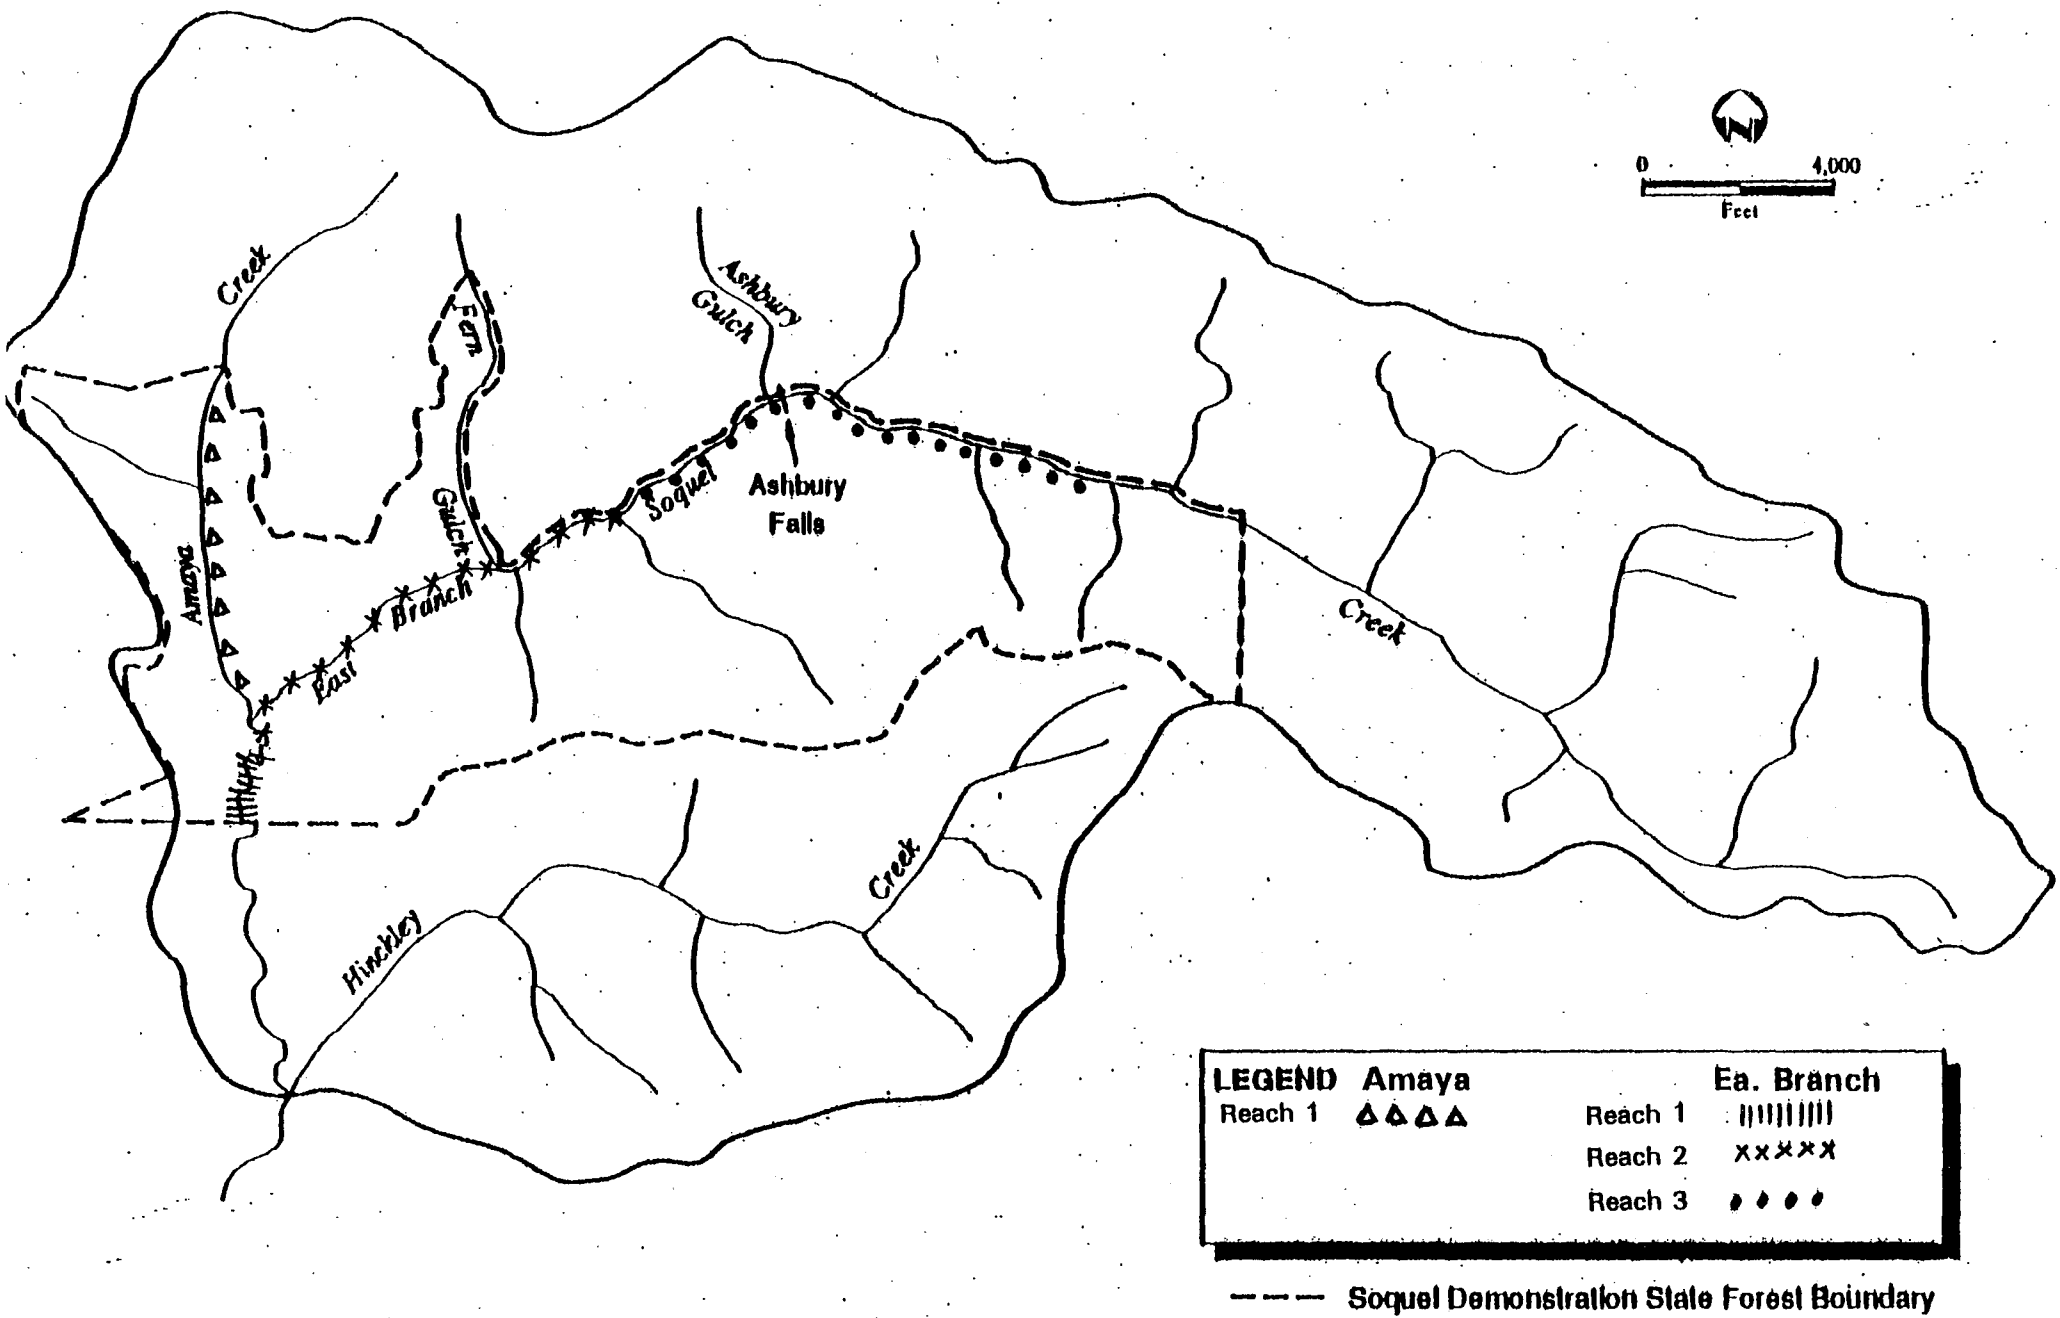 N
0 4,000
Feet
Creek
Fern
Ashbury
Gulch
Gulch
Soquel
Ashbury
Falls
Amaya
Branch
East
Creek
Creek
Hinckley
LEGEND Amaya Ea. Branch
Reach 1 Reach 1
Reach 2
Reach 3
Soquel Demonstration State Forest Boundary